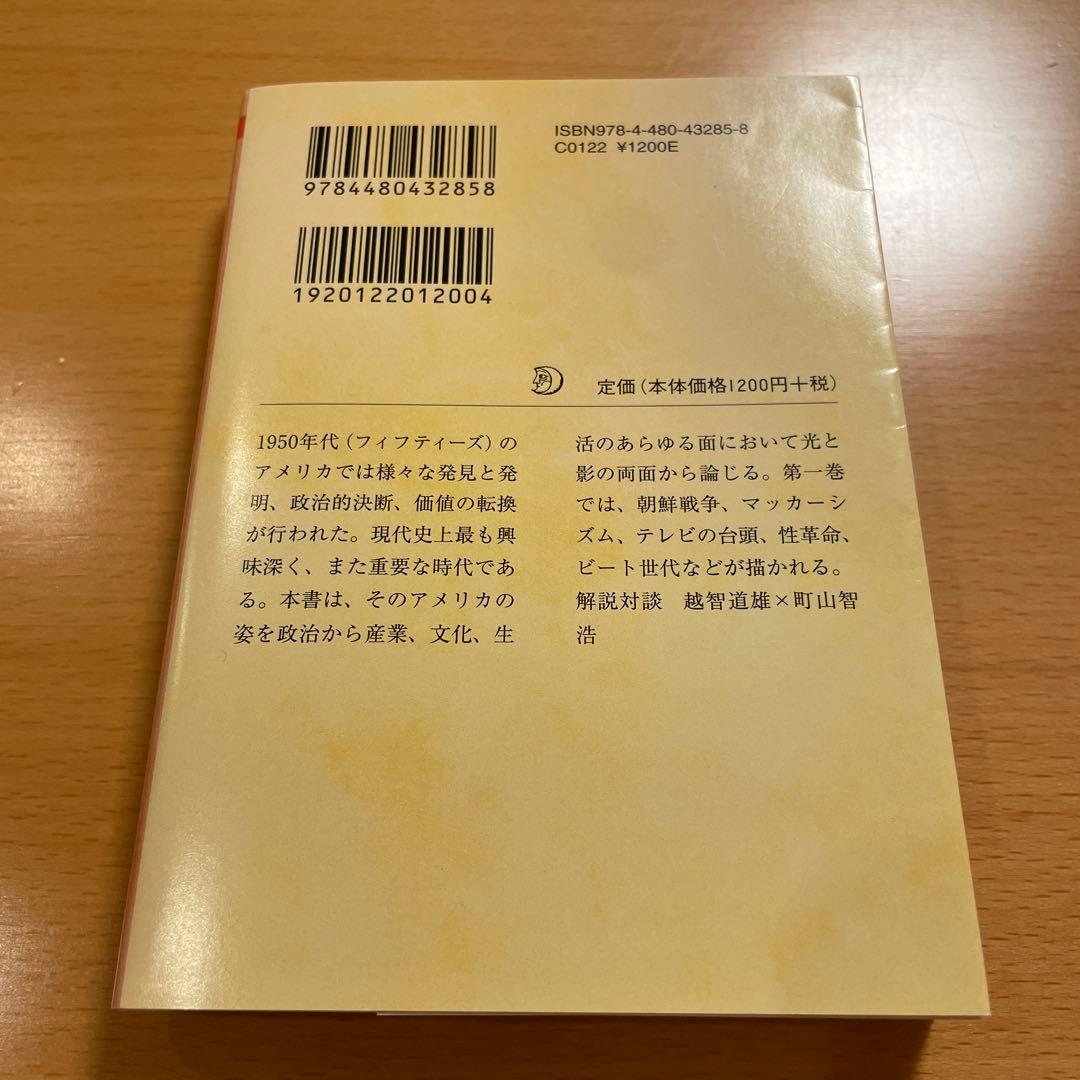 ISBN978-4-480-43285-8
C0122 ¥1200E
9784480432858
1920122012004
定価（本体価格1200円＋税）
1950年代（フィフティーズ）の
アメリカでは様々な発見と発
明、政治的決断、価値の転換
が行われた。現代史上最も興
味深く、また重要な時代であ
る。本書は、そのアメリカの
姿を政治から産業、文化、生
活のあらゆる面において光と
影の両面から論じる。第一巻
では、朝鮮戦争、マッカーシ
ズム、テレビの台頭、性革命、
ビート世代などが描かれる。
解説対談　越智道雄×町山智
浩